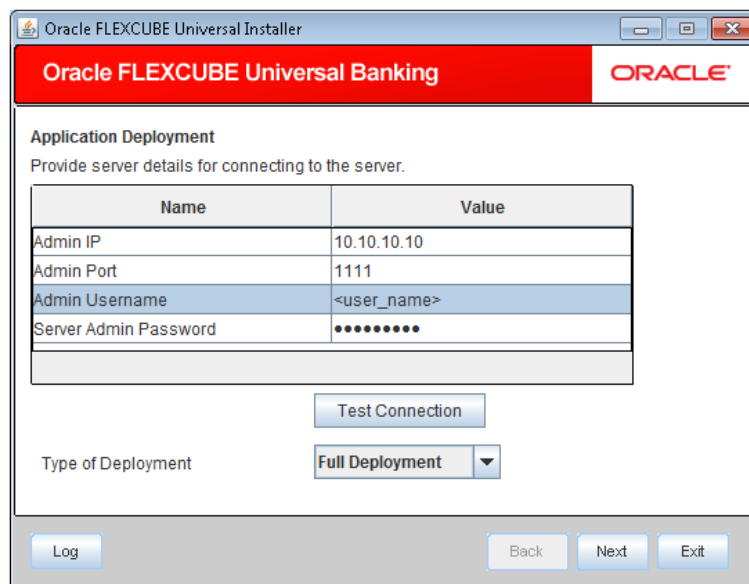 Oracle FLEXCUBE Universal Installer
Oracle FLEXCUBE Universal Banking ORACLE
Application Deployment
Provide server details for connecting to the server.
Name Value
Admin IP 10.10.10.10
Admin Port 1111
Admin Username <user_name>
Server Admin Password •••••••••
Test Connection
Type of Deployment Full Deployment
Log Back Next Exit